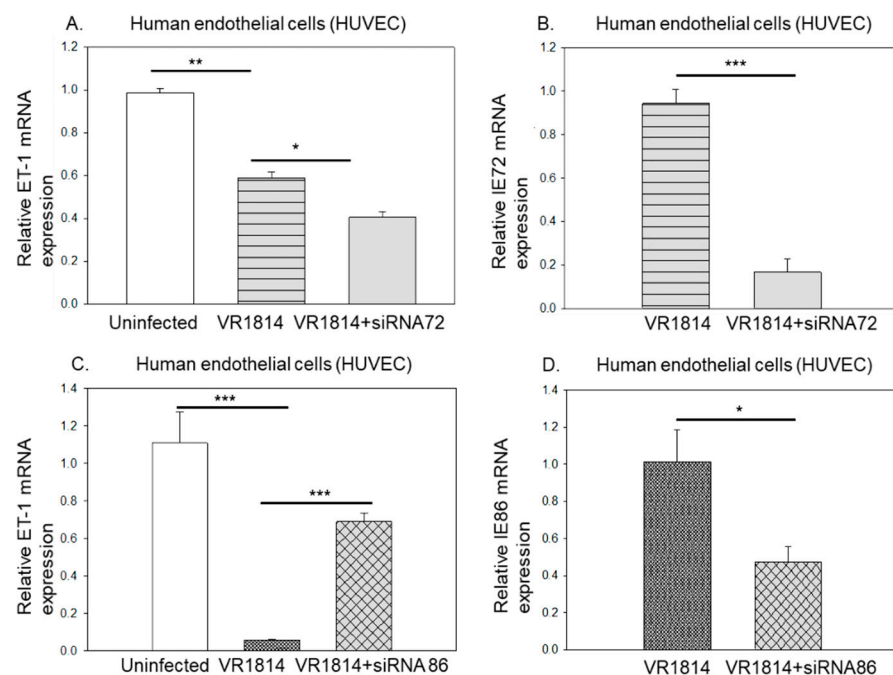 A.
Human endothelial cells (HUVEC)
Relative ET-1 mRNA
expression
1.2
1.0
0.8
0.6
0.4
0.2
0.0
**
*
Uninfected
VR1814
VR1814+siRNA72
B.
Human endothelial cells (HUVEC)
Relative IE72 mRNA
expression
1.2
1.0
0.8
0.6
0.4
0.2
0.0
***
VR1814
VR1814+siRNA72
C.
Human endothelial cells (HUVEC)
Relative ET-1 mRNA
expression
1.4
1.2
1.0
0.8
0.6
0.4
0.2
0.0
***
***
Uninfected
VR1814
VR1814+siRNA 86
D.
Human endothelial cells (HUVEC)
Relative IE86 mRNA
expression
1.4
1.2
1.0
0.8
0.6
0.4
0.2
0.0
*
VR1814
VR1814+siRNA86